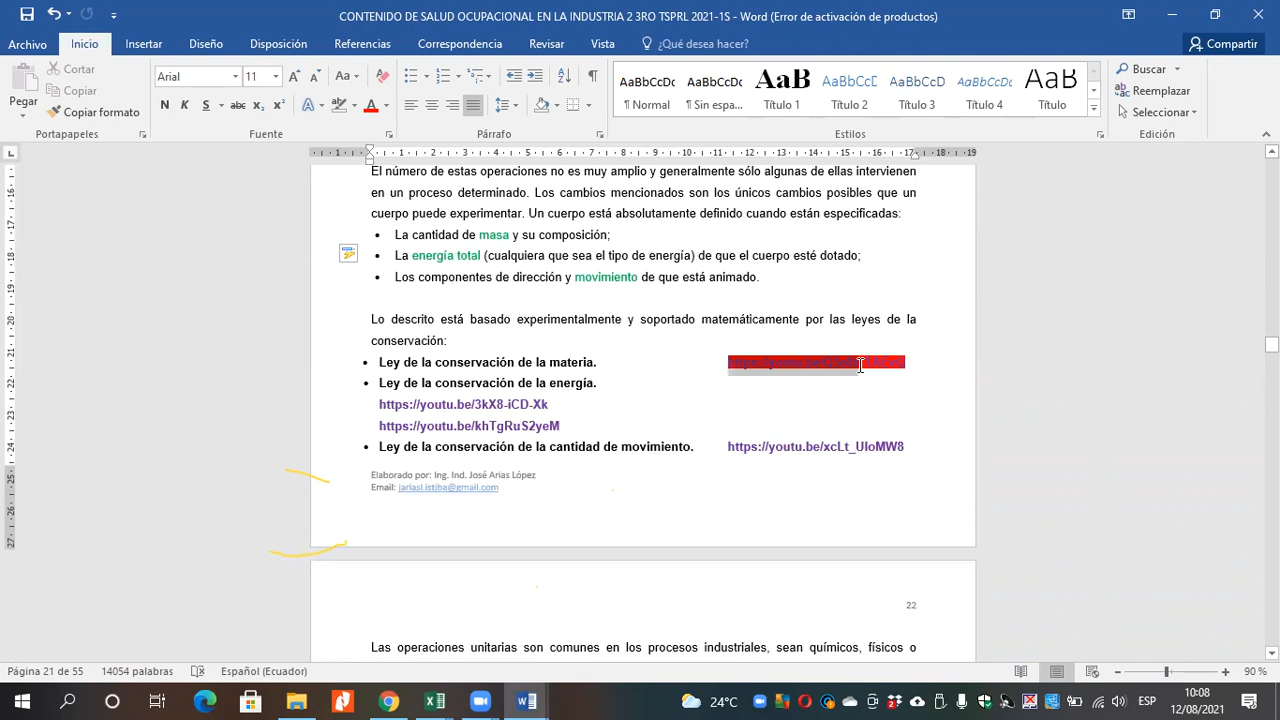 CONTENIDO DE SALUD OCUPACIONAL EN LA INDUSTRIA 2 3RO TSPRL 2021-1S - Word (Error de activación de productos)
Archivo Inicio Insertar Diseño Disposición Referencias Correspondencia Revisar Vista ¿Qué desea hacer? Compartir
Pegar
Cortar
Copiar
Copiar formato
Arial 11
N K S abc x₂ x²
AaBbCcDc AaBbCcDc AaB AaBbCcD AaBbCcD AaBbCcD AaB
¶ Normal ¶ Sin espa... Título 1 Título 2 Título 3 Título 4 Título
Buscar
Reemplazar
Seleccionar
Portapapeles Fuente Párrafo Estilos Edición
El número de estas operaciones no es muy amplio y generalmente sólo algunas de ellas intervienen
en un proceso determinado. Los cambios mencionados son los únicos cambios posibles que un
cuerpo puede experimentar. Un cuerpo está absolutamente definido cuando están especificadas:
• La cantidad de masa y su composición;
• La energía total (cualquiera que sea el tipo de energía) de que el cuerpo esté dotado;
• Los componentes de dirección y movimiento de que está animado.
Lo descrito está basado experimentalmente y soportado matemáticamente por las leyes de la
conservación:
• Ley de la conservación de la materia.
• Ley de la conservación de la energía.
https://youtu.be/3kX8-iCD-Xk
https://youtu.be/khTgRuS2yeM
• Ley de la conservación de la cantidad de movimiento. https://youtu.be/xcLt_UIoMW8
Elaborado por: Ing. Ind. José Arias López
Email: jariasl.istjba@gmail.com
22
Las operaciones unitarias son comunes en los procesos industriales, sean químicos, físicos o
Página 21 de 55 14054 palabras Español (Ecuador) 90 %
24°C ESP 10:08
12/08/2021